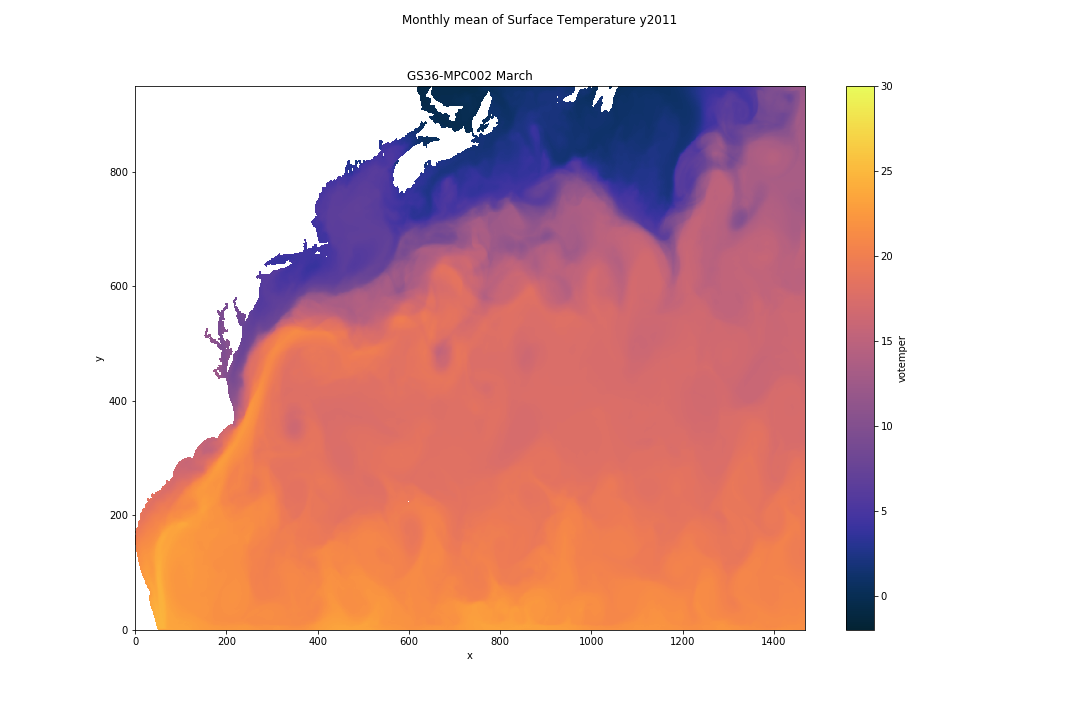 Monthly mean of Surface Temperature y2011
GS36-MPC002 March
y
800
600
400
200
0
0 200 400 600 800 1000 1200 1400
x
30
25
20
15
10
5
0
votemper